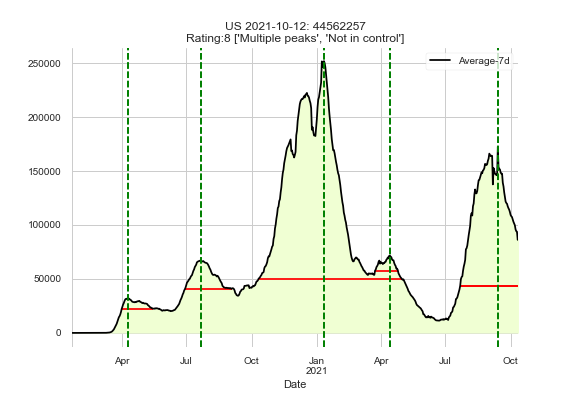 US 2021-10-12: 44562257
Rating:8 ['Multiple peaks', 'Not in control']
Average-7d
250000
200000
150000
100000
50000
0
Apr
Jul
Oct
Jan
2021
Apr
Jul
Oct
Date